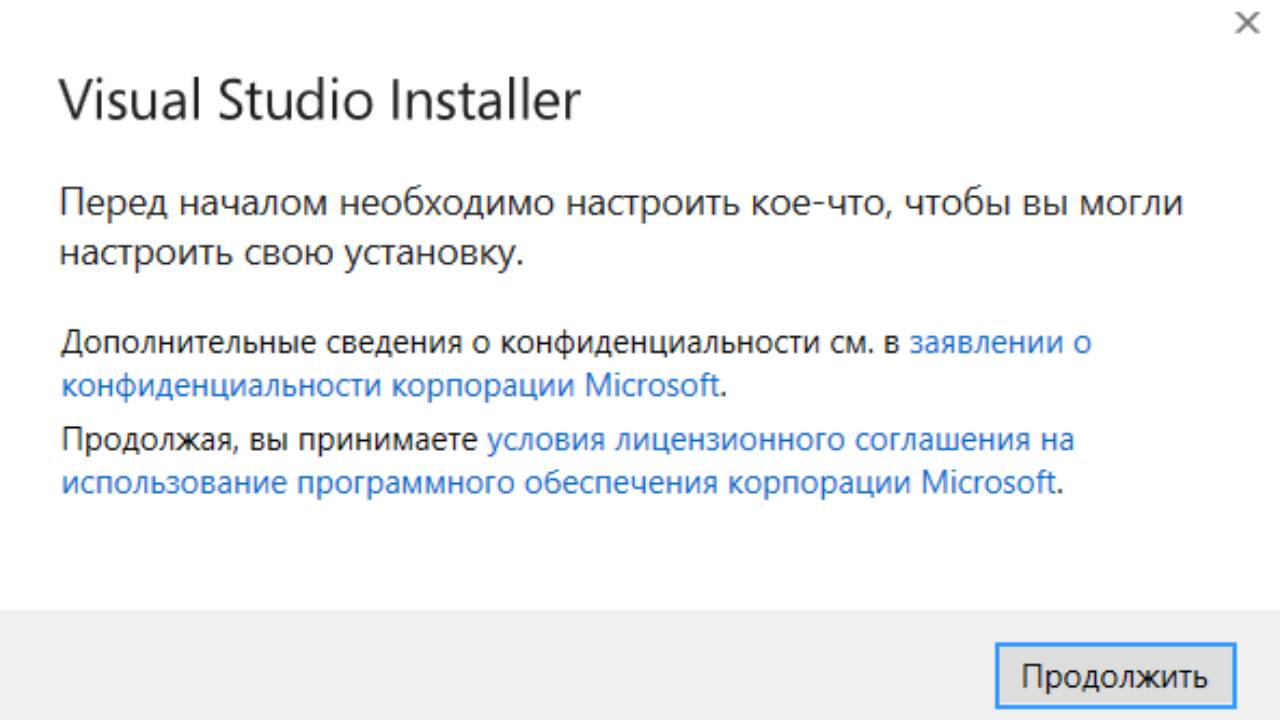 Visual Studio Installer
Перед началом необходимо настроить кое-что, чтобы вы могли
настроить свою установку.
Дополнительные сведения о конфиденциальности см. в заявлении о
конфиденциальности корпорации Microsoft.
Продолжая, вы принимаете условия лицензионного соглашения на
использование программного обеспечения корпорации Microsoft.
Продолжить